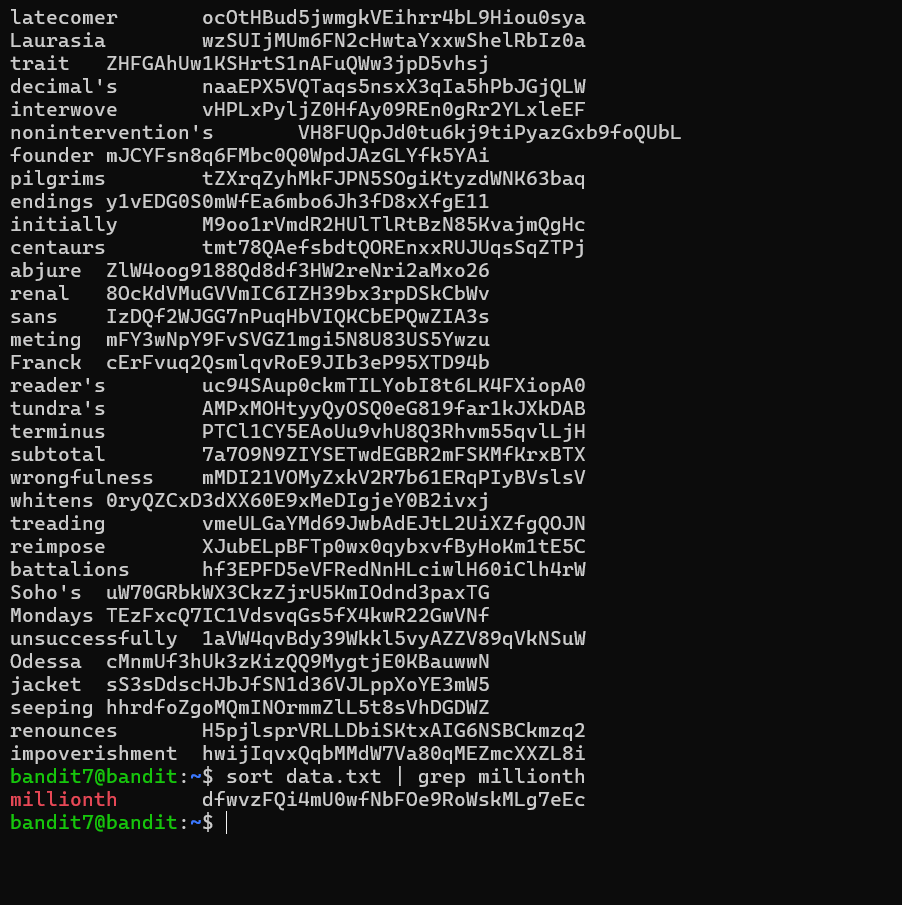 latecomer       ocOtHBud5jwmgkVEihrr4bL9Hiou0sya
Laurasia        wzSUIjMUm6FN2cHwtaYxxwShelRbIz0a
trait   ZHFGAhUw1KSHrtS1nAFuQWw3jpD5vhsj
decimal's       naaEPX5VQTaqs5nsxX3qIa5hPbJGjQLW
interwove       vHPLxPyljZ0HfAy09REn0gRr2YLxleEF
nonintervention's       VH8FUQpJd0tu6kj9tiPyazGxb9foQUbL
founder mJCYFsn8q6FMbc0Q0WpdJAzGLYfk5YAi
pilgrims        tZXrqZyhMkFJPN5SOgiKtyzdWNK63baq
endings y1vEDG0S0mWfEa6mbo6Jh3fD8xXfgE11
initially       M9oo1rVmdR2HUlTlRtBzN85KvajmQgHc
centaurs        tmt78QAefsbdtQOREnxxRUJUqsSqZTPj
abjure  ZlW4oog9188Qd8df3HW2reNri2aMxo26
renal   8OcKdVMuGVVmIC6IZH39bx3rpDSkCbWv
sans    IzDQf2WJGG7nPuqHbVIQKCbEPQwZIA3s
meting  mFY3wNpY9FvSVGZ1mgi5N8U83US5Ywzu
Franck  cErFvuq2QsmlqvRoE9JIb3eP95XTD94b
reader's        uc94SAup0ckmTILYobI8t6LK4FXiopA0
tundra's        AMPxMOHtyyQyOSQ0eG819far1kJXkDAB
terminus        PTCl1CY5EAoUu9vhU8Q3Rhvm55qvlLjH
subtotal        7a7O9N9ZIYSETwdEGBR2mFSKMfKrxBTX
wrongfulness    mMDI21VOMyZxkV2R7b61ERqPIyBVslsV
whitens 0ryQZCxD3dXX60E9xMeDIgjeY0B2ivxj
treading        vmeULGaYMd69JwbAdEJtL2UiXZfgQOJN
reimpose        XJubELpBFTp0wx0qybxvfByHoKm1tE5C
battalions      hf3EPFD5eVFRedNnHLciwlH60iClh4rW
Soho's  uW70GRbkWX3CkzZjrU5KmIOdnd3paxTG
Mondays TEzFxcQ7IC1VdsvqGs5fX4kwR22GwVNf
unsuccessfully  1aVW4qvBdy39Wkkl5vyAZZV89qVkNSuW
Odessa  cMnmUf3hUk3zKizQQ9MygtjE0KBauwwN
jacket  sS3sDdscHJbJfSN1d36VJLppXoYE3mW5
seeping hhrdfoZgoMQmINOrmmZlL5t8sVhDGDWZ
renounces       H5pjlsprVRLLDbiSKtxAIG6NSBCkmzq2
impoverishment  hwijIqvxQqbMMdW7Va80qMEZmcXXZL8i
bandit7@bandit:~$ sort data.txt | grep millionth
millionth       dfwvzFQi4mU0wfNbFOe9RoWskMLg7eEc
bandit7@bandit:~$